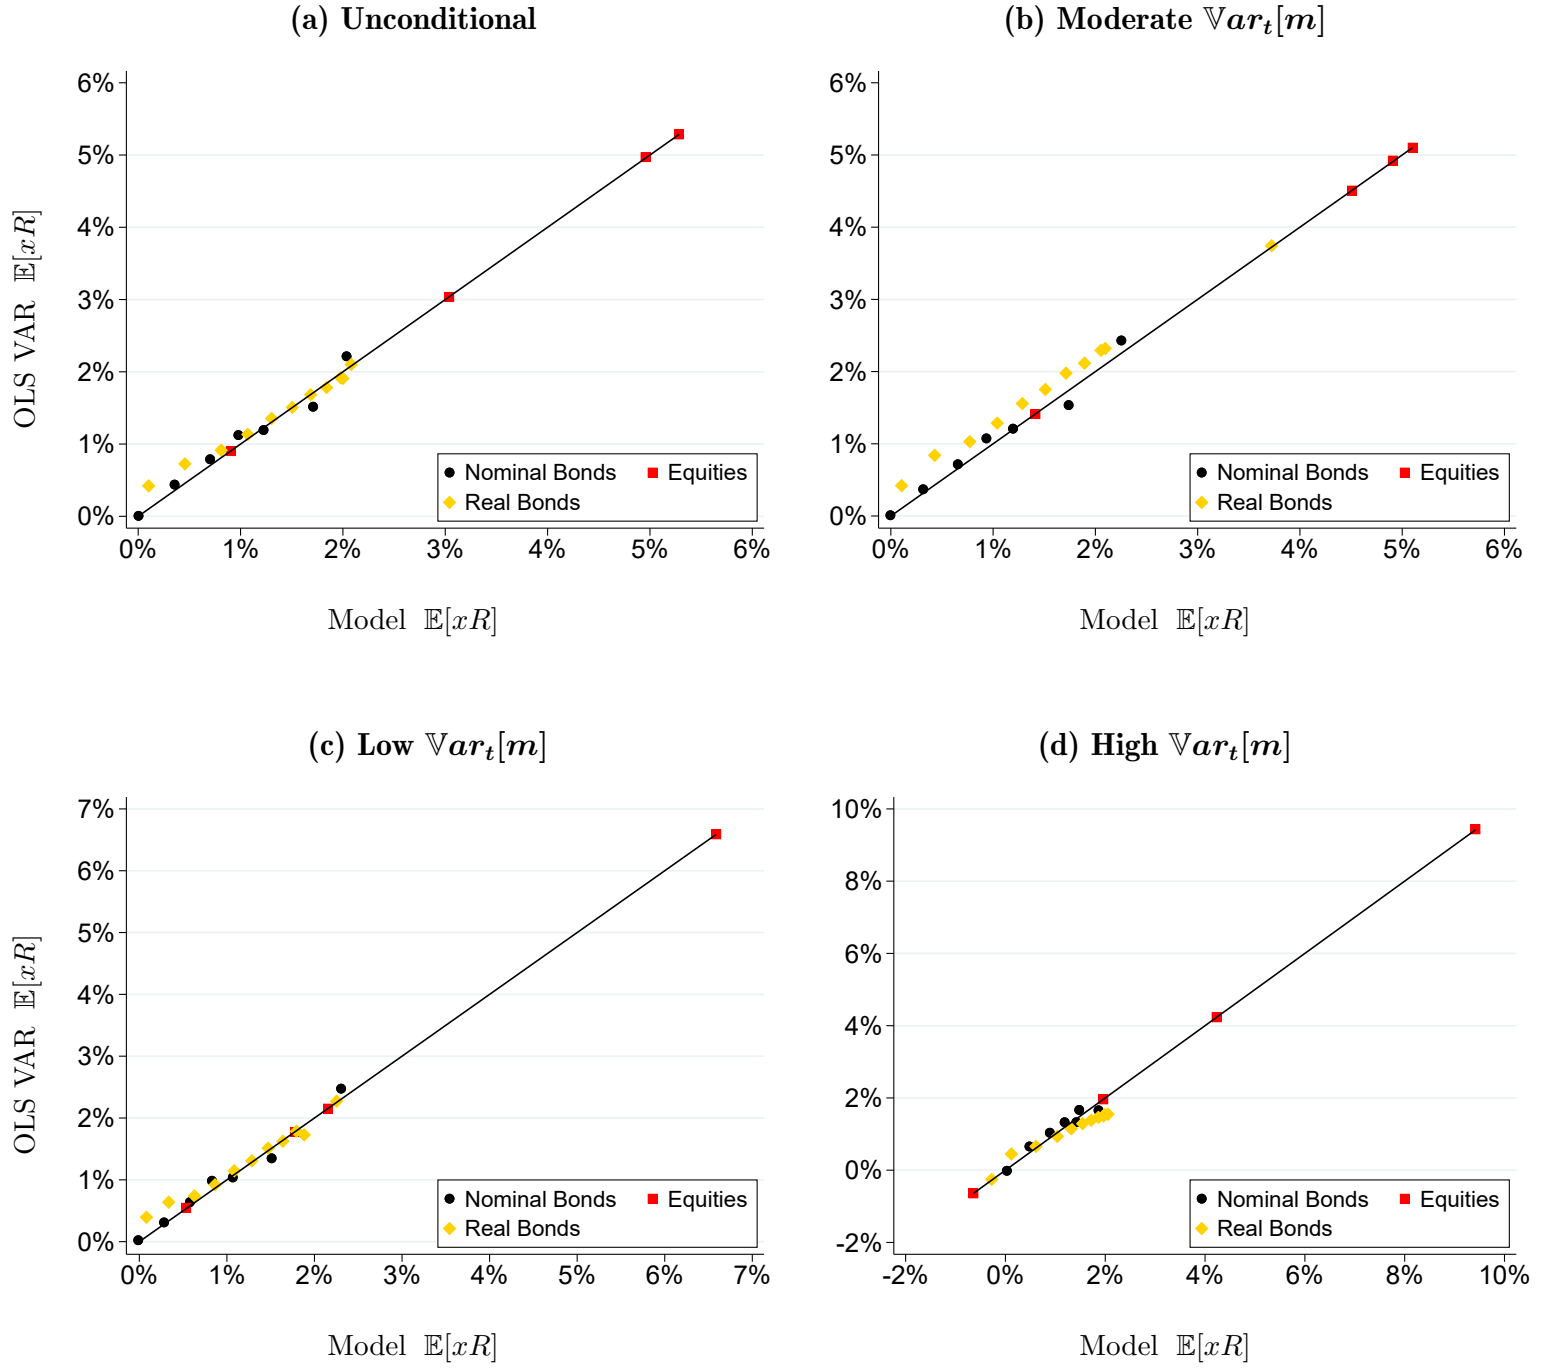 (a) Unconditional
6%
5%
4%
3%
2%
1%
0%
0% 1% 2% 3% 4% 5% 6%
OLS VAR 𝔼[xR]
Model 𝔼[xR]
Nominal Bonds Equities
Real Bonds
(b) Moderate 𝕍ar_t[m]
6%
5%
4%
3%
2%
1%
0%
0% 1% 2% 3% 4% 5% 6%
Model 𝔼[xR]
Nominal Bonds Equities
Real Bonds
(c) Low 𝕍ar_t[m]
7%
6%
5%
4%
3%
2%
1%
0%
0% 1% 2% 3% 4% 5% 6% 7%
OLS VAR 𝔼[xR]
Model 𝔼[xR]
Nominal Bonds Equities
Real Bonds
(d) High 𝕍ar_t[m]
10%
8%
6%
4%
2%
0%
-2%
-2% 0% 2% 4% 6% 8% 10%
Model 𝔼[xR]
Nominal Bonds Equities
Real Bonds